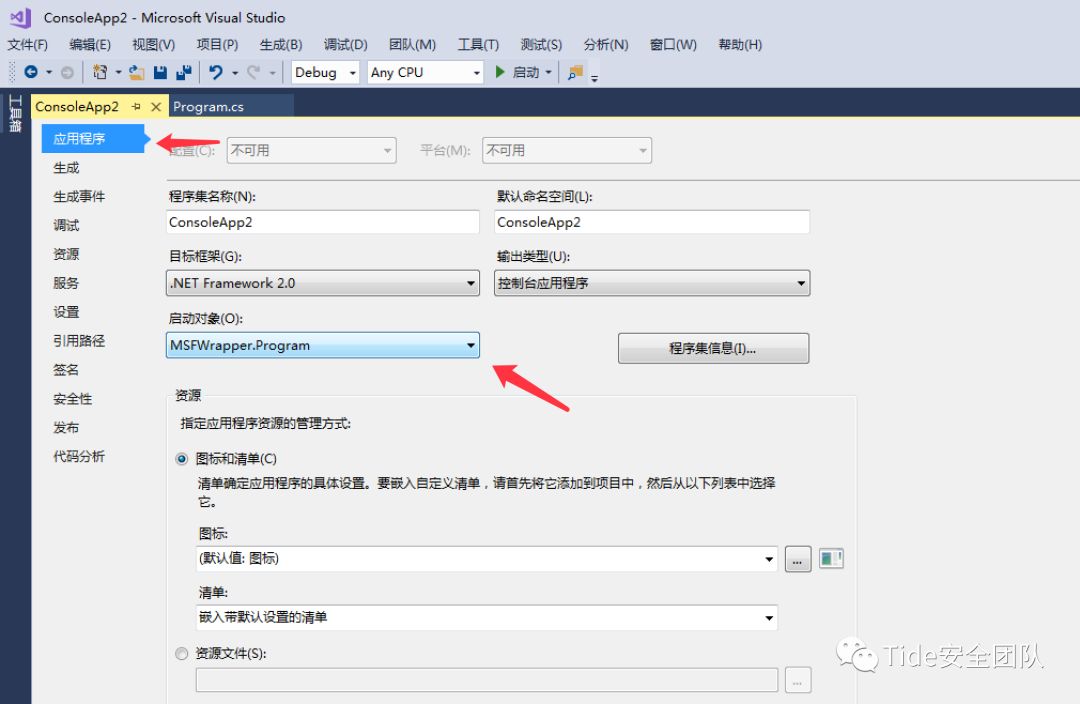 ConsoleApp2 - Microsoft Visual Studio
文件(F) 编辑(E) 视图(V) 项目(P) 生成(B) 调试(D) 团队(M) 工具(T) 测试(S) 分析(N) 窗口(W) 帮助(H)
Debug Any CPU 启动
工具箱
ConsoleApp2 Program.cs
应用程序
生成
生成事件
调试
资源
服务
设置
引用路径
签名
安全性
发布
代码分析
配置(C): 不可用 平台(M): 不可用
程序集名称(N): 默认命名空间(L):
ConsoleApp2 ConsoleApp2
目标框架(G): 输出类型(U):
.NET Framework 2.0 控制台应用程序
启动对象(O):
MSFWrapper.Program 程序集信息(I)...
资源
指定应用程序资源的管理方式:
图标和清单(C)
清单确定应用程序的具体设置。要嵌入自定义清单，请首先将它添加到项目中，然后从以下列表中选择
它。
图标:
(默认值: 图标) ...
清单:
嵌入带默认设置的清单
资源文件(S):
...
Tide安全团队